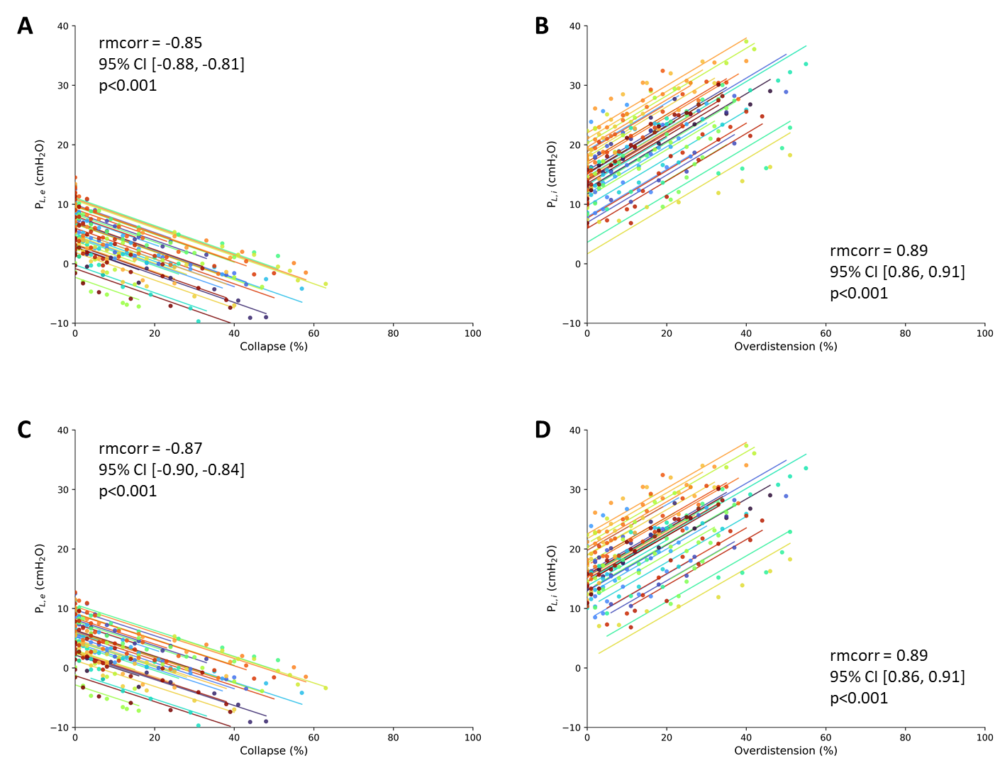 A
rmcorr = -0.85
95% CI [-0.88, -0.81]
p<0.001
40
30
20
10
0
−10
P_{L,e} (cmH₂O)
0 20 40 60 80 100
Collapse (%)
B
40
30
20
10
0
−10
P_{L,i} (cmH₂O)
rmcorr = 0.89
95% CI [0.86, 0.91]
p<0.001
0 20 40 60 80 100
Overdistension (%)
C
rmcorr = -0.87
95% CI [-0.90, -0.84]
p<0.001
40
30
20
10
0
−10
P_{L,e} (cmH₂O)
0 20 40 60 80 100
Collapse (%)
D
40
30
20
10
0
−10
P_{L,i} (cmH₂O)
rmcorr = 0.89
95% CI [0.86, 0.91]
p<0.001
0 20 40 60 80 100
Overdistension (%)